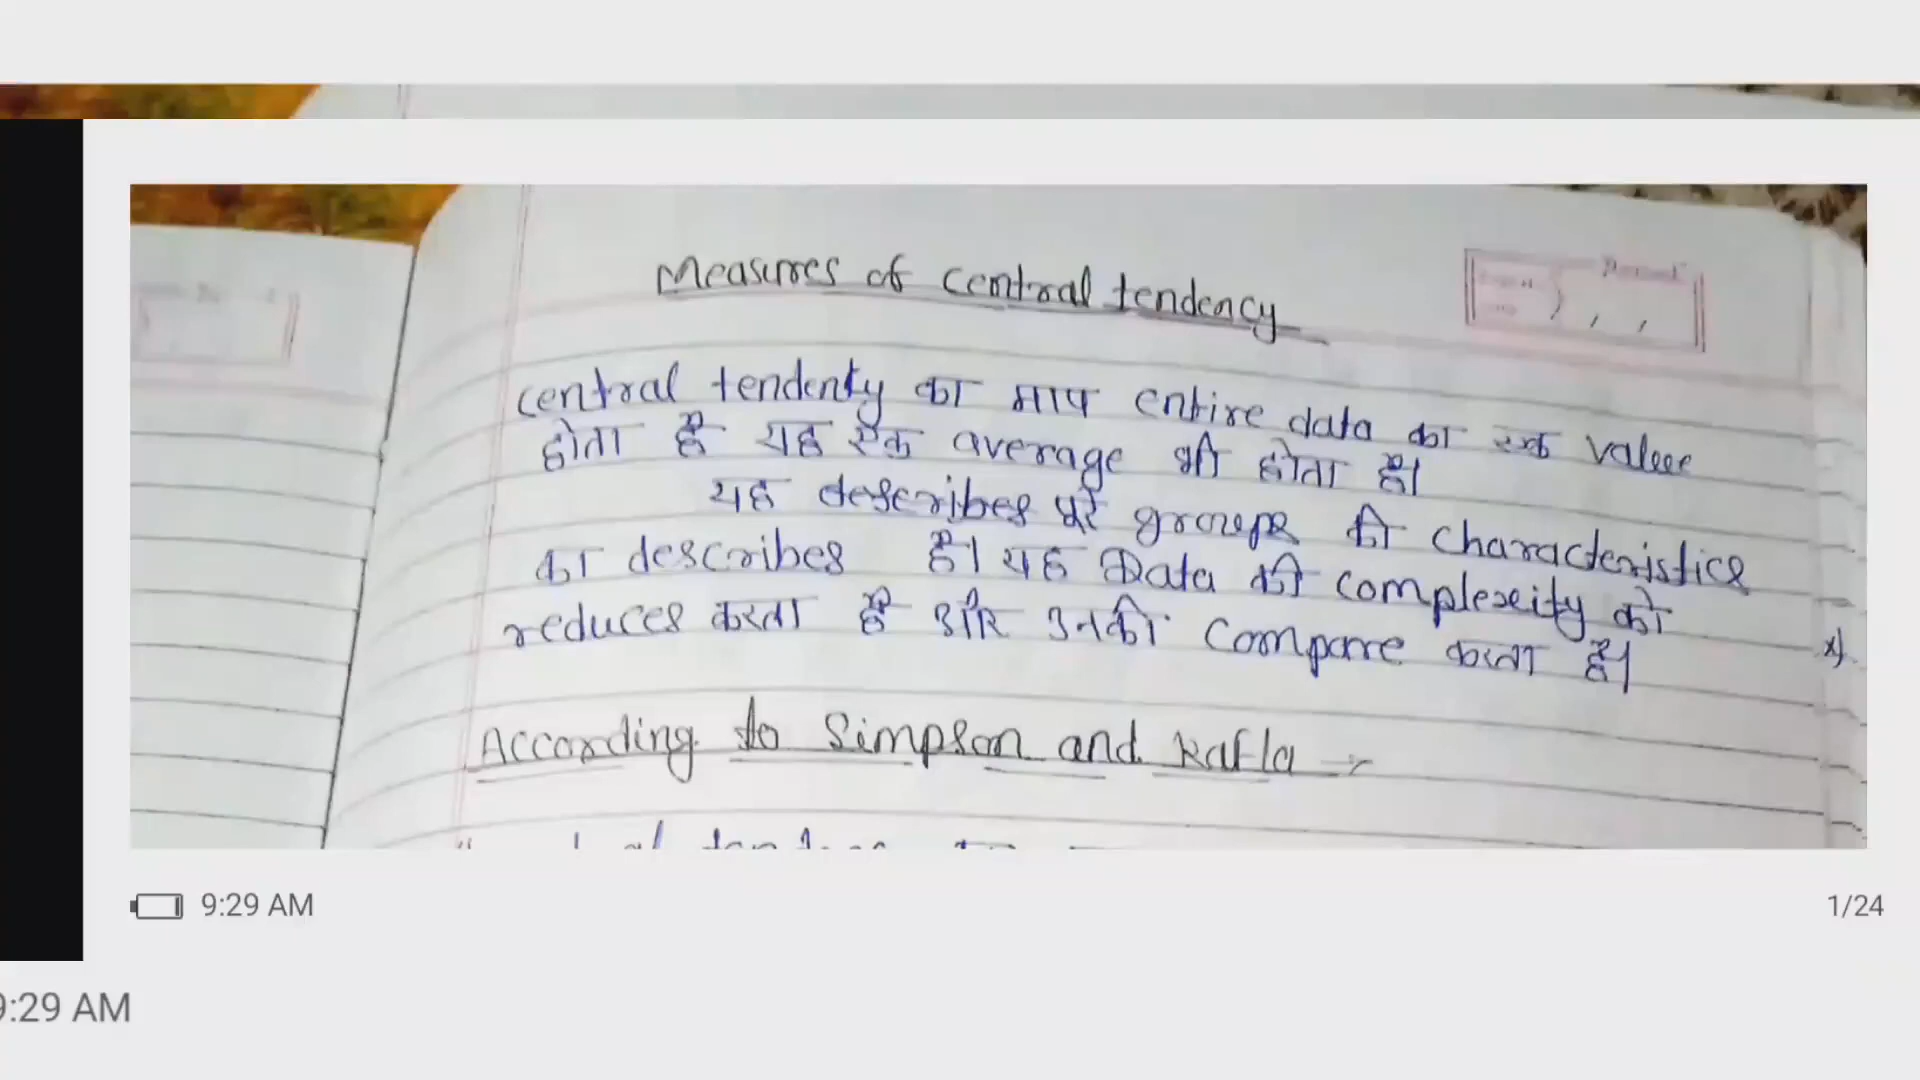 Measures of central tendency
central tendenty का माप entire data का एक value
होता है यह एक average भी होता है।
यह describes पूरे groups की characteristics
का describes है। यह Data की complexity को
reduces करता है और उनकी compare करता है।
According to Simpson and Kafla :-
9:29 AM
1/24
9:29 AM